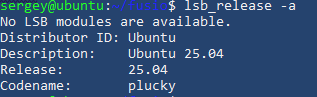 sergey@ubuntu:$ lsb_release -a
No LSB modules are available.
Distributor ID: Ubuntu
Description:    Ubuntu 25.04
Release:        25.04
Codename:       plucky